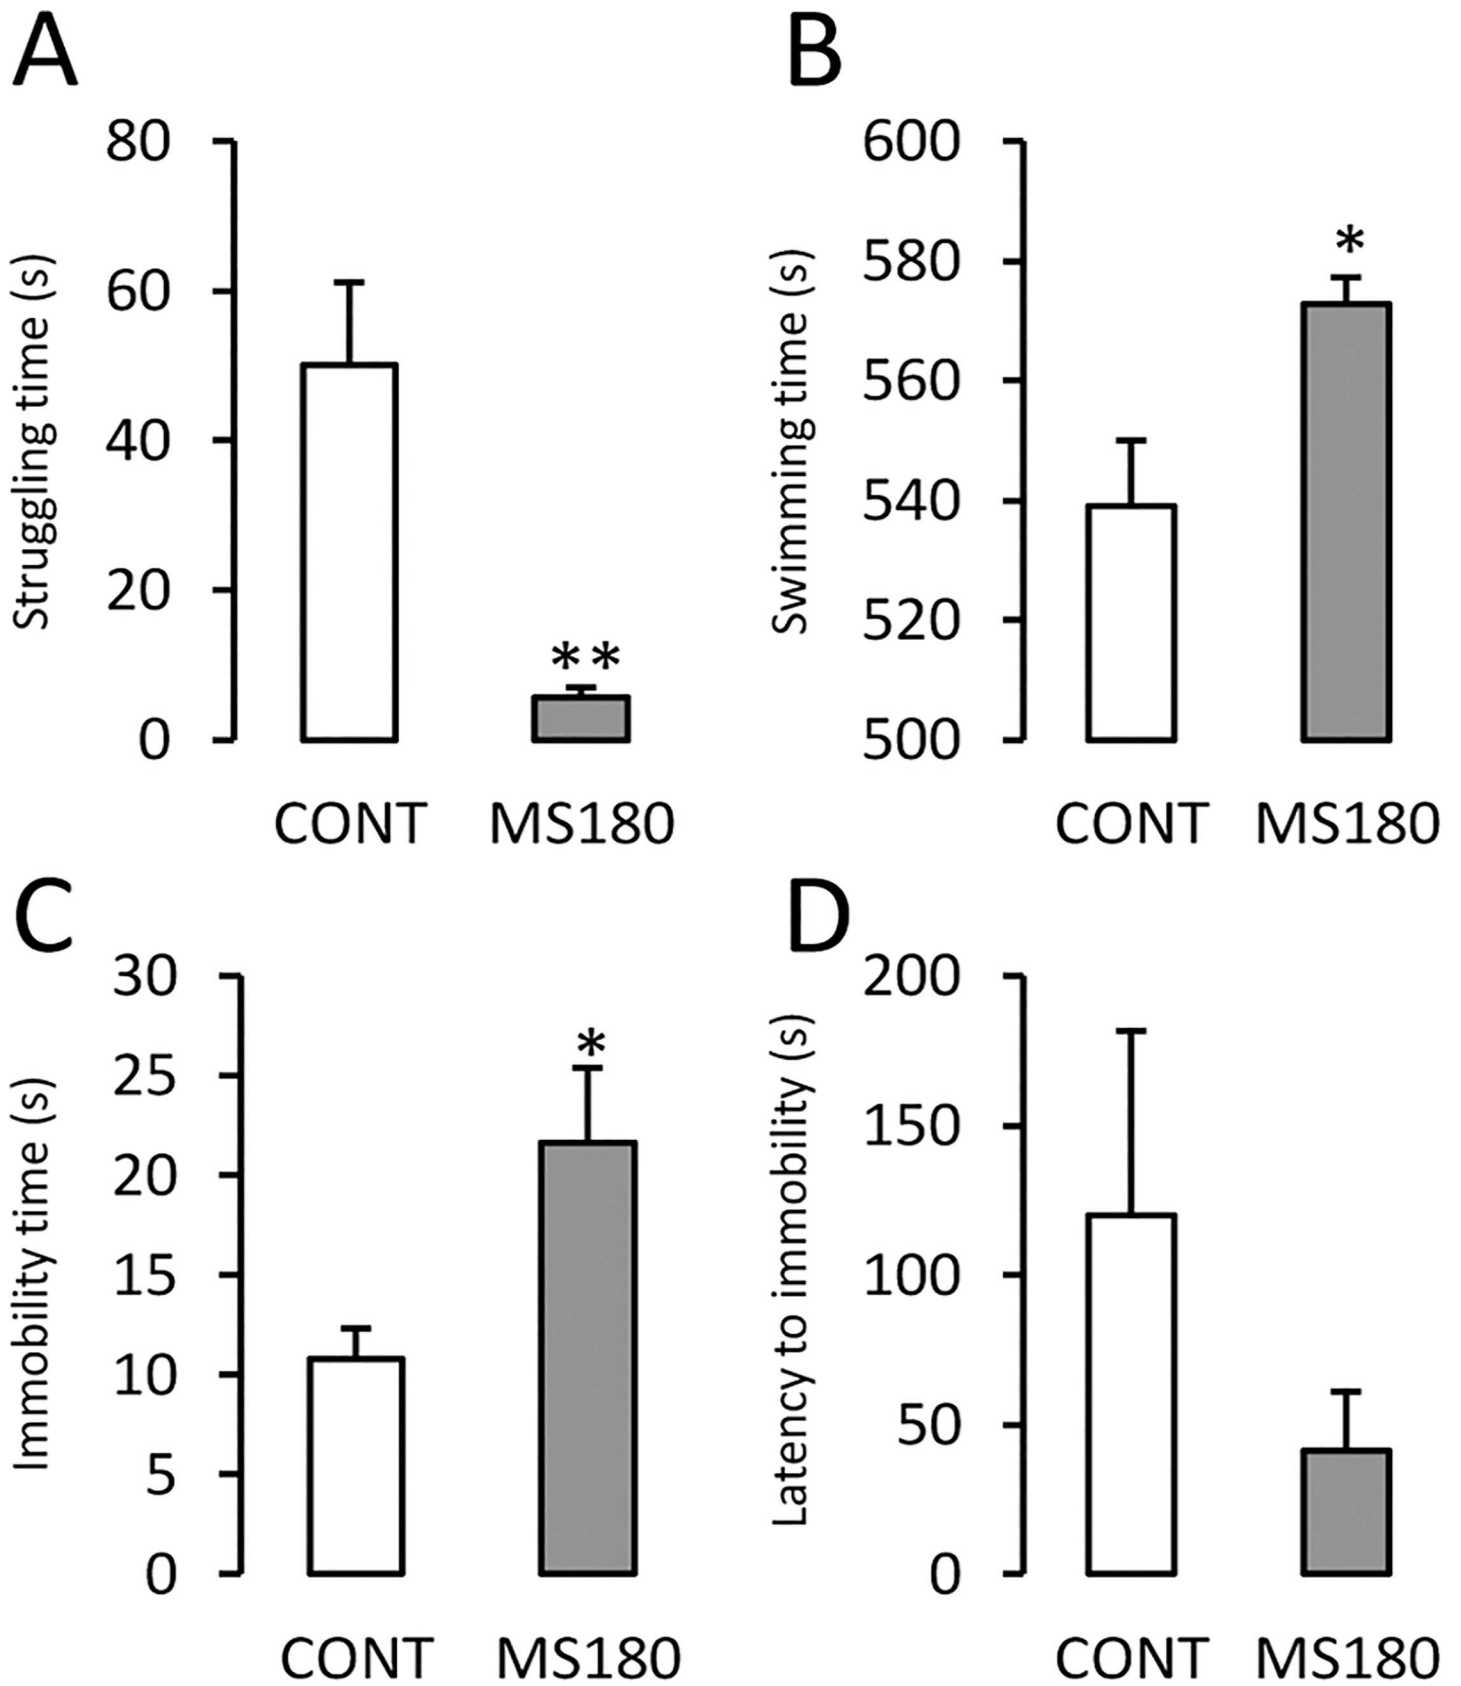 A
Struggling time (s)
80
60
40
20
0
**
CONT MS180
B
Swimming time (s)
600
580
560
540
520
500
*
CONT MS180
C
Immobility time (s)
30
25
20
15
10
5
0
*
CONT MS180
D
Latency to immobility (s)
200
150
100
50
0
CONT MS180